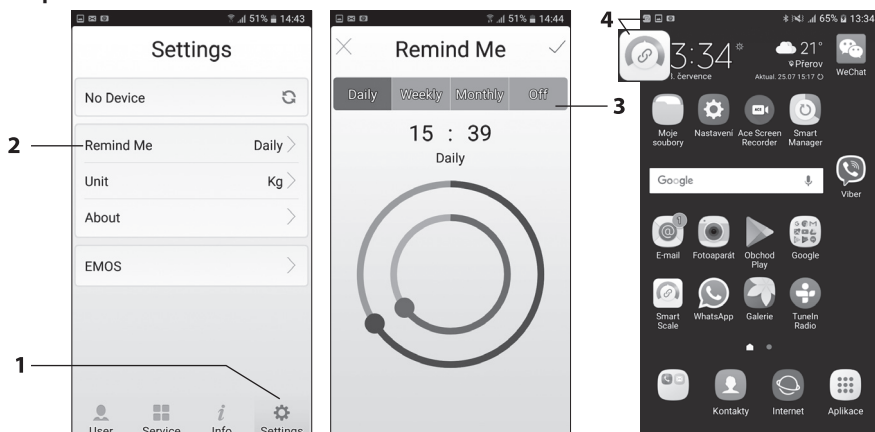 51% 14:43
Settings
No Device
Remind Me Daily
Unit Kg
About
EMOS
User Service Info Settings
2
1
51% 14:44
Remind Me
Daily Weekly Monthly Off
15 : 39
Daily
3
4
65% 13:34
3:34
21°
Přerov
července
Aktual. 25.07 15:17
WeChat
Moje soubory
Nastavení
Ace Screen Recorder
Smart Manager
Google
Viber
1
E-mail
Fotoaparát
Obchod Play
Google
Smart Scale
WhatsApp
Galerie
TuneIn Radio
Kontakty
Internet
Aplikace